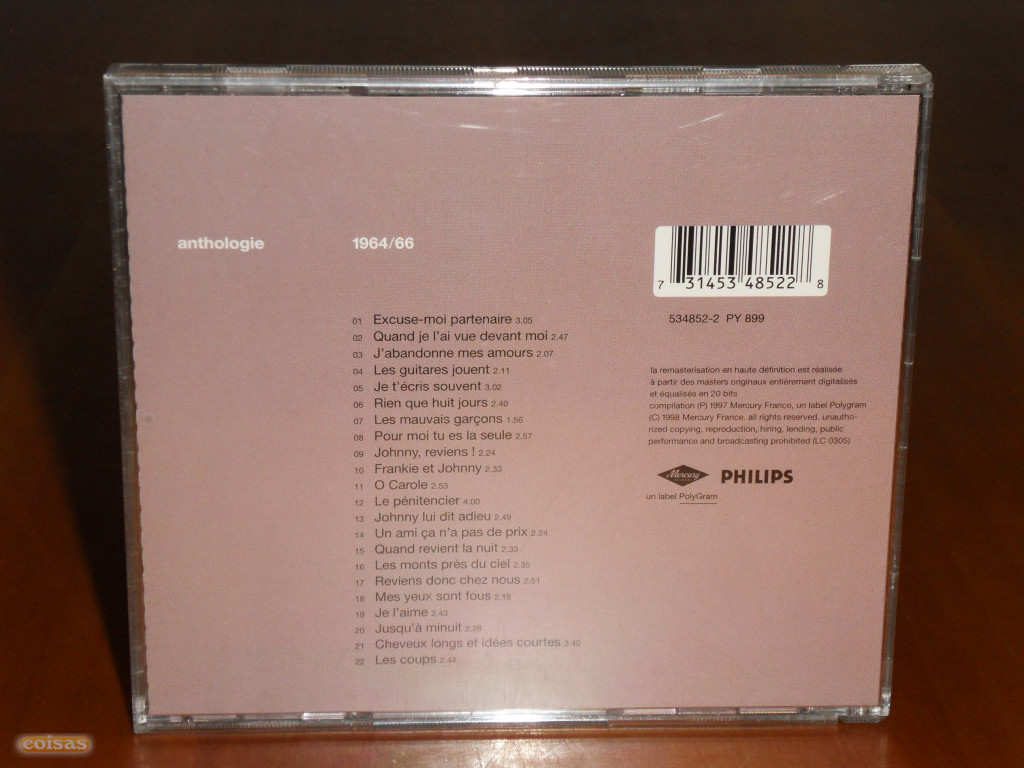 anthologie
1964/66
01 Excuse-moi partenaire 3.05
02 Quand je l'ai vue devant moi 2.47
03 J'abandonne mes amours 2.07
04 Les guitares jouent 2.11
05 Je t'écris souvent 3.02
06 Rien que huit jours 2.40
07 Les mauvais garçons 1.56
08 Pour moi tu es la seule 2.57
09 Johnny, reviens ! 2.24
10 Frankie et Johnny 2.33
11 O Carole 2.53
12 Le pénitencier 4.00
13 Johnny lui dit adieu 2.49
14 Un ami ça n'a pas de prix 2.24
15 Quand revient la nuit 2.33
16 Les monts près du ciel 2.35
17 Reviens donc chez nous 2.51
18 Mes yeux sont fous 2.18
19 Je l'aime 2.43
20 Jusqu'à minuit 2.28
21 Cheveux longs et idées courtes 3.40
22 Les coups 2.44
7 31453 48522 8
534852-2 PY 899
la remasterisation en haute définition est réalisée
à partir des masters originaux entièrement digitalisés
et équalisés en 20 bits
compilation (P) 1997 Mercury France, un label Polygram
(C) 1998 Mercury France. all rights reserved. unautho-
rized copying, reproduction, hiring, lending, public
performance and broadcasting prohibited (LC 0305)
Mercury PHILIPS
un label PolyGram
coisas